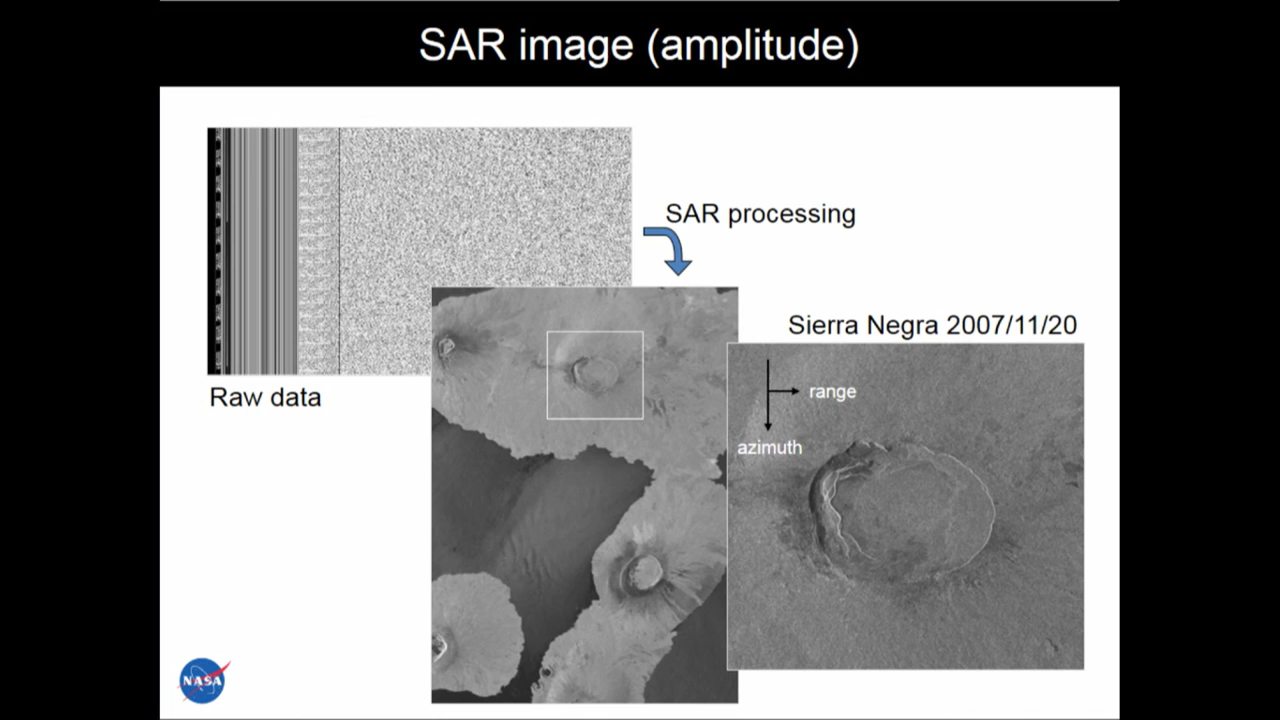 SAR image (amplitude)
SAR processing
Sierra Negra 2007/11/20
Raw data
range
azimuth
NASA